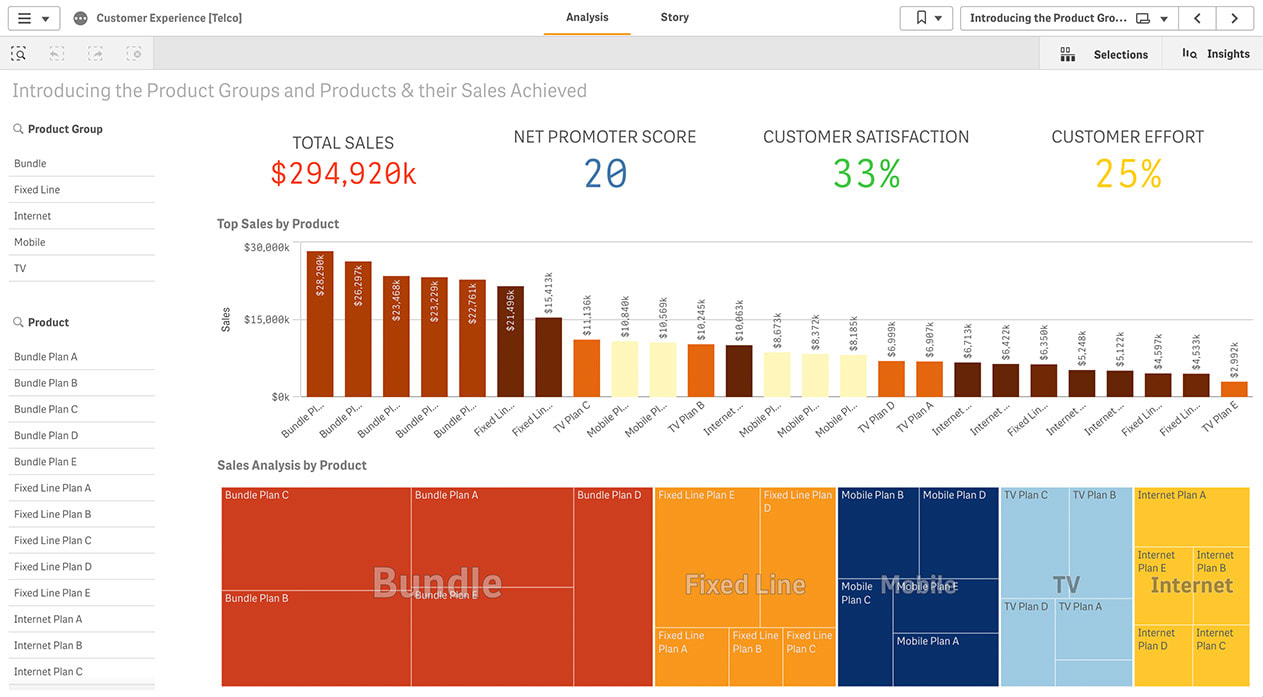 Customer Experience [Telco]
Analysis
Story
Introducing the Product Gro...
Selections
Insights
Introducing the Product Groups and Products & their Sales Achieved
Product Group
Bundle
Fixed Line
Internet
Mobile
TV
Product
Bundle Plan A
Bundle Plan B
Bundle Plan C
Bundle Plan D
Bundle Plan E
Fixed Line Plan A
Fixed Line Plan B
Fixed Line Plan C
Fixed Line Plan D
Fixed Line Plan E
Internet Plan A
Internet Plan B
Internet Plan C
TOTAL SALES
$294,920k
NET PROMOTER SCORE
20
CUSTOMER SATISFACTION
33%
CUSTOMER EFFORT
25%
Top Sales by Product
Sales
$30,000k
$15,000k
$0k
$28,290k
$26,297k
$23,468k
$23,229k
$22,761k
$21,496k
$15,413k
$11,136k
$10,840k
$10,569k
$10,245k
$10,063k
$8,673k
$8,372k
$8,185k
$6,999k
$6,907k
$6,713k
$6,422k
$6,350k
$5,248k
$5,122k
$4,597k
$4,533k
$2,992k
Bundle Pl...
Bundle Pl...
Bundle Pl...
Bundle Pl...
Bundle Pl...
Fixed Lin...
Fixed Lin...
TV Plan C
Mobile Pl...
Mobile Pl...
TV Plan B
Internet ...
Mobile Pl...
Mobile Pl...
Mobile Pl...
TV Plan D
TV Plan A
Internet ...
Internet ...
Fixed Lin...
Internet ...
Internet ...
Fixed Lin...
Fixed Lin...
TV Plan E
Sales Analysis by Product
Bundle Plan C
Bundle Plan A
Bundle Plan D
Bundle Plan B
Bundle Plan E
Bundle
Fixed Line Plan E
Fixed Line Plan
D
Fixed Line
Fixed Line
Plan A
Fixed Line
Plan B
Fixed Line
Plan C
Mobile Plan B
Mobile Plan D
Mobile
Plan C
Mobile Plan E
Mobile
Mobile Plan A
TV Plan C
TV Plan B
TV
TV Plan D
TV Plan A
Internet Plan A
Internet
Plan E
Internet
Plan B
Internet
Internet
Plan D
Internet
Plan C